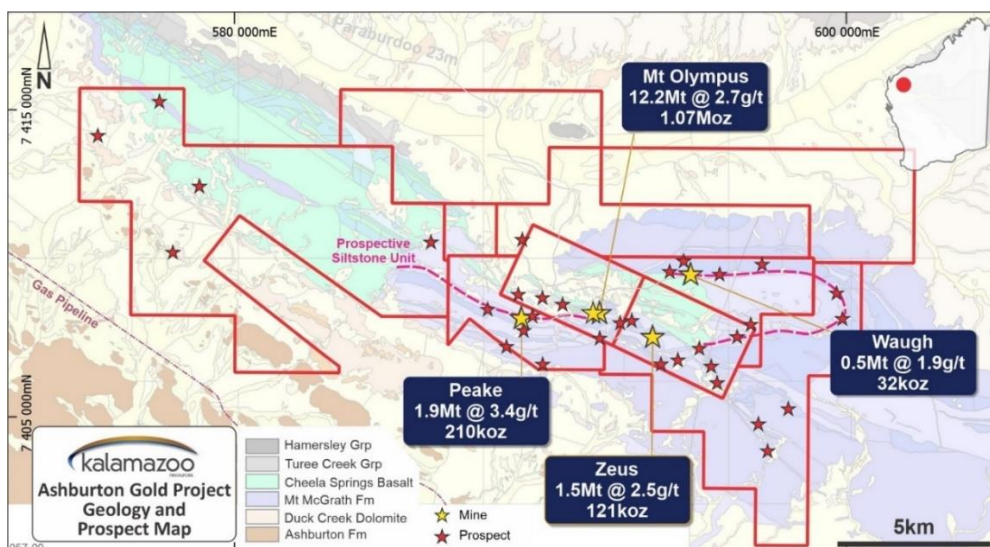 580 000mE
600 000mE
Paraburdoo 23m
N
7 415 000mN
Mt Olympus
12.2Mt @ 2.7g/t
1.07Moz
Prospective
Siltstone Unit
Gas Pipeline
Waugh
0.5Mt @ 1.9g/t
32koz
Peake
1.9Mt @ 3.4g/t
210koz
7 405 000mN
Zeus
1.5Mt @ 2.5g/t
121koz
kalamazoo
resources
Ashburton Gold Project
Geology and
Prospect Map
Hamersley Grp
Turee Creek Grp
Cheela Springs Basalt
Mt McGrath Fm
Duck Creek Dolomite
Ashburton Fm
Mine
Prospect
5km